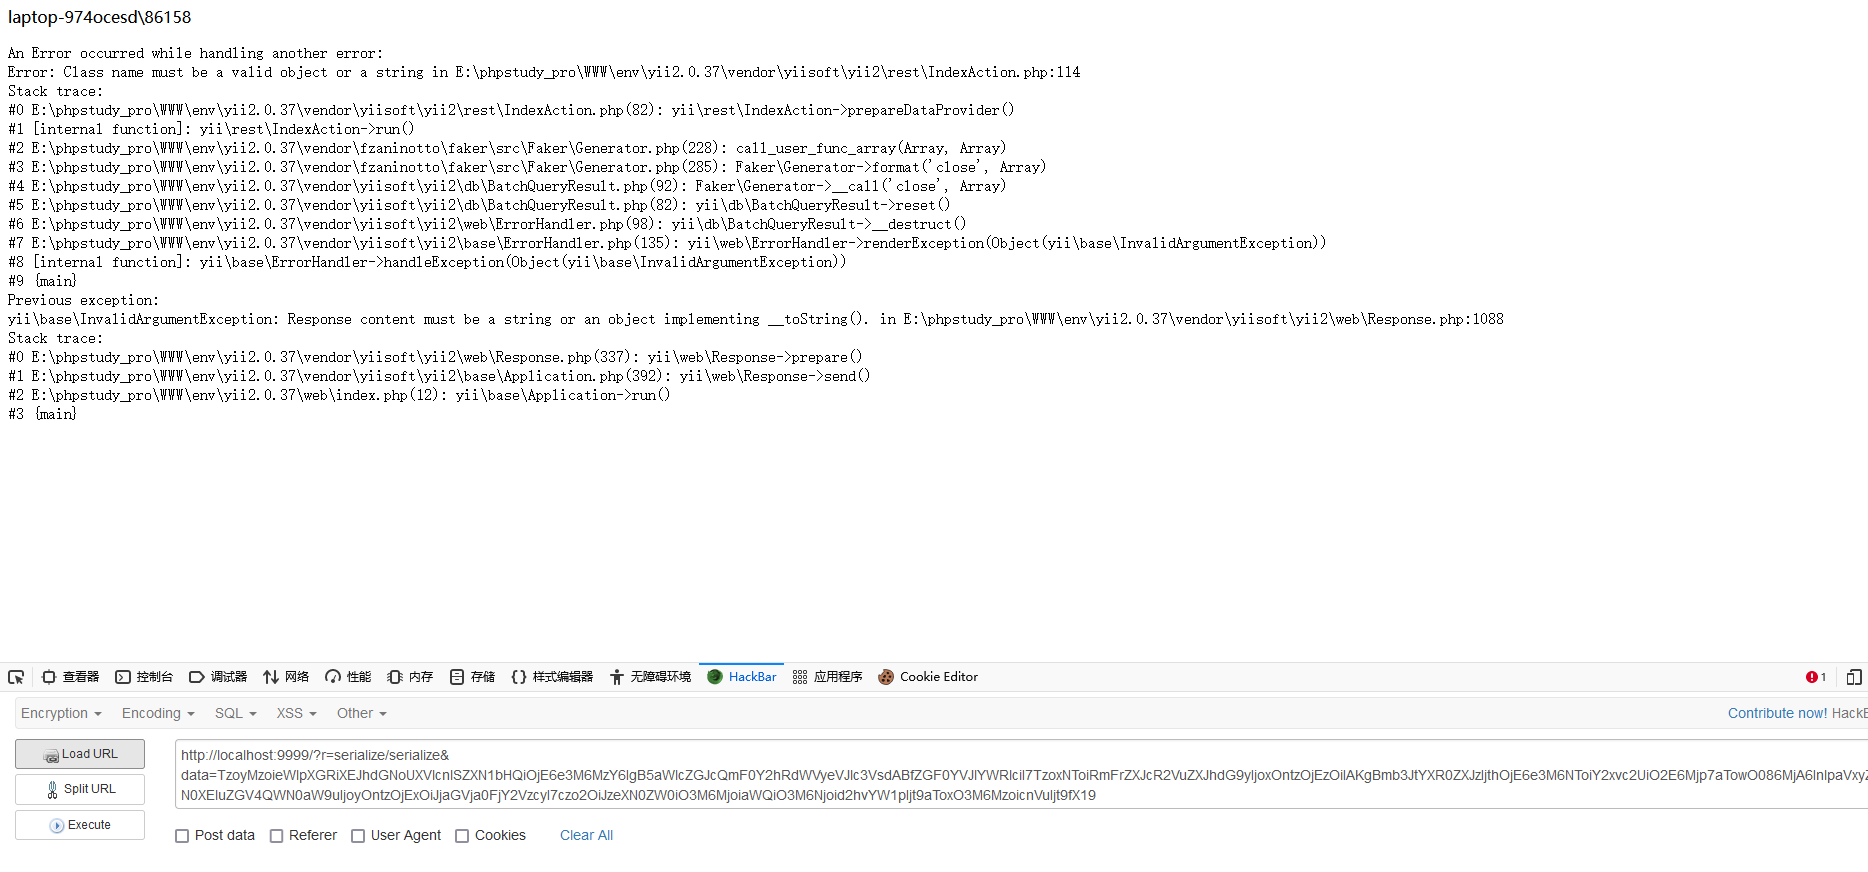 laptop-974ocesd\86158
An Error occurred while handling another error:
Error: Class name must be a valid object or a string in E:\phpstudy_pro\WWW\env\yii2.0.37\vendor\yiisoft\yii2\rest\IndexAction.php:114
Stack trace:
#0 E:\phpstudy_pro\WWW\env\yii2.0.37\vendor\yiisoft\yii2\rest\IndexAction.php(82): yii\rest\IndexAction->prepareDataProvider()
#1 [internal function]: yii\rest\IndexAction->run()
#2 E:\phpstudy_pro\WWW\env\yii2.0.37\vendor\fzaninotto\faker\src\Faker\Generator.php(228): call_user_func_array(Array, Array)
#3 E:\phpstudy_pro\WWW\env\yii2.0.37\vendor\fzaninotto\faker\src\Faker\Generator.php(285): Faker\Generator->format('close', Array)
#4 E:\phpstudy_pro\WWW\env\yii2.0.37\vendor\yiisoft\yii2\db\BatchQueryResult.php(92): Faker\Generator->__call('close', Array)
#5 E:\phpstudy_pro\WWW\env\yii2.0.37\vendor\yiisoft\yii2\db\BatchQueryResult.php(82): yii\db\BatchQueryResult->reset()
#6 E:\phpstudy_pro\WWW\env\yii2.0.37\vendor\yiisoft\yii2\web\ErrorHandler.php(98): yii\db\BatchQueryResult->__destruct()
#7 E:\phpstudy_pro\WWW\env\yii2.0.37\vendor\yiisoft\yii2\base\ErrorHandler.php(135): yii\web\ErrorHandler->renderException(Object(yii\base\InvalidArgumentException))
#8 [internal function]: yii\base\ErrorHandler->handleException(Object(yii\base\InvalidArgumentException))
#9 {main}
Previous exception:
yii\base\InvalidArgumentException: Response content must be a string or an object implementing __toString(). in E:\phpstudy_pro\WWW\env\yii2.0.37\vendor\yiisoft\yii2\web\Response.php:1088
Stack trace:
#0 E:\phpstudy_pro\WWW\env\yii2.0.37\vendor\yiisoft\yii2\web\Response.php(337): yii\web\Response->prepare()
#1 E:\phpstudy_pro\WWW\env\yii2.0.37\vendor\yiisoft\yii2\base\Application.php(392): yii\web\Response->send()
#2 E:\phpstudy_pro\WWW\env\yii2.0.37\web\index.php(12): yii\base\Application->run()
#3 {main}
查看器 控制台 调试器 网络 性能 内存 存储 样式编辑器 无障碍环境 HackBar 应用程序 Cookie Editor 1
Encryption Encoding SQL XSS Other Contribute now! HackB
Load URL
Split URL
Execute
http://localhost:9999/?r=serialize/serialize&
Post data Referer User Agent Cookies Clear All